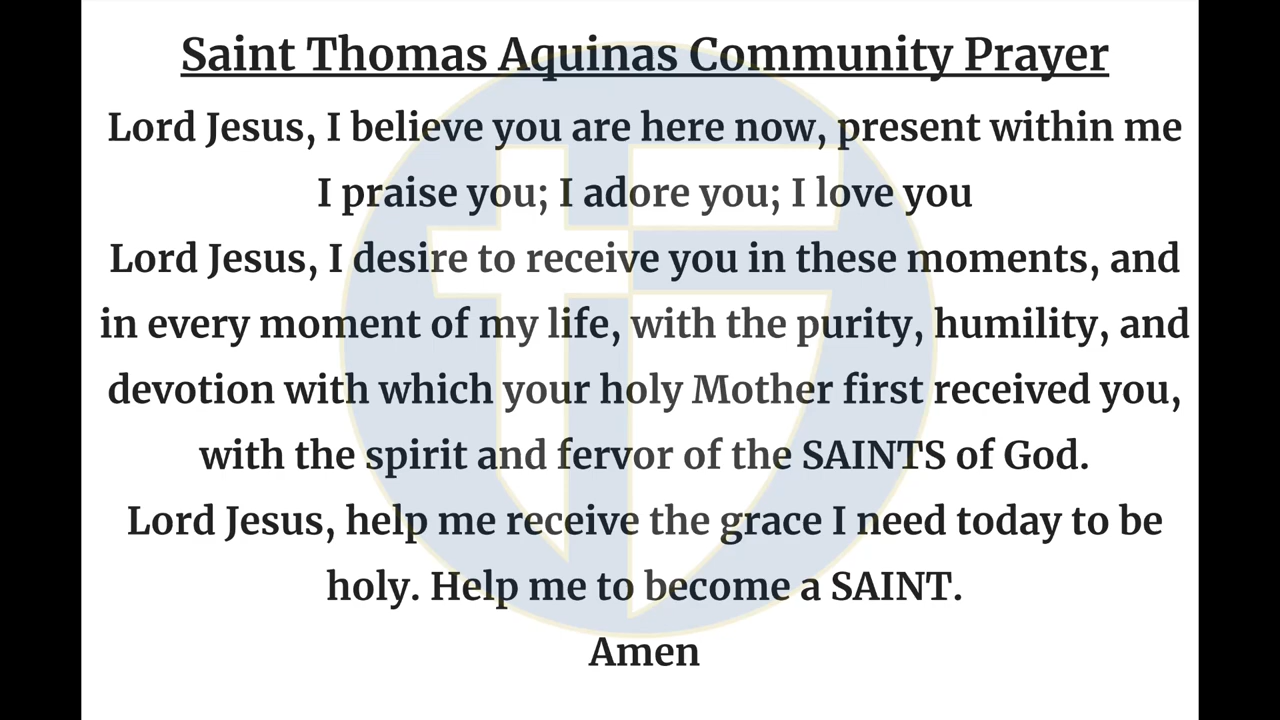 Saint Thomas Aquinas Community Prayer
Lord Jesus, I believe you are here now, present within me
I praise you; I adore you; I love you
Lord Jesus, I desire to receive you in these moments, and
in every moment of my life, with the purity, humility, and
devotion with which your holy Mother first received you,
with the spirit and fervor of the SAINTS of God.
Lord Jesus, help me receive the grace I need today to be
holy. Help me to become a SAINT.
Amen